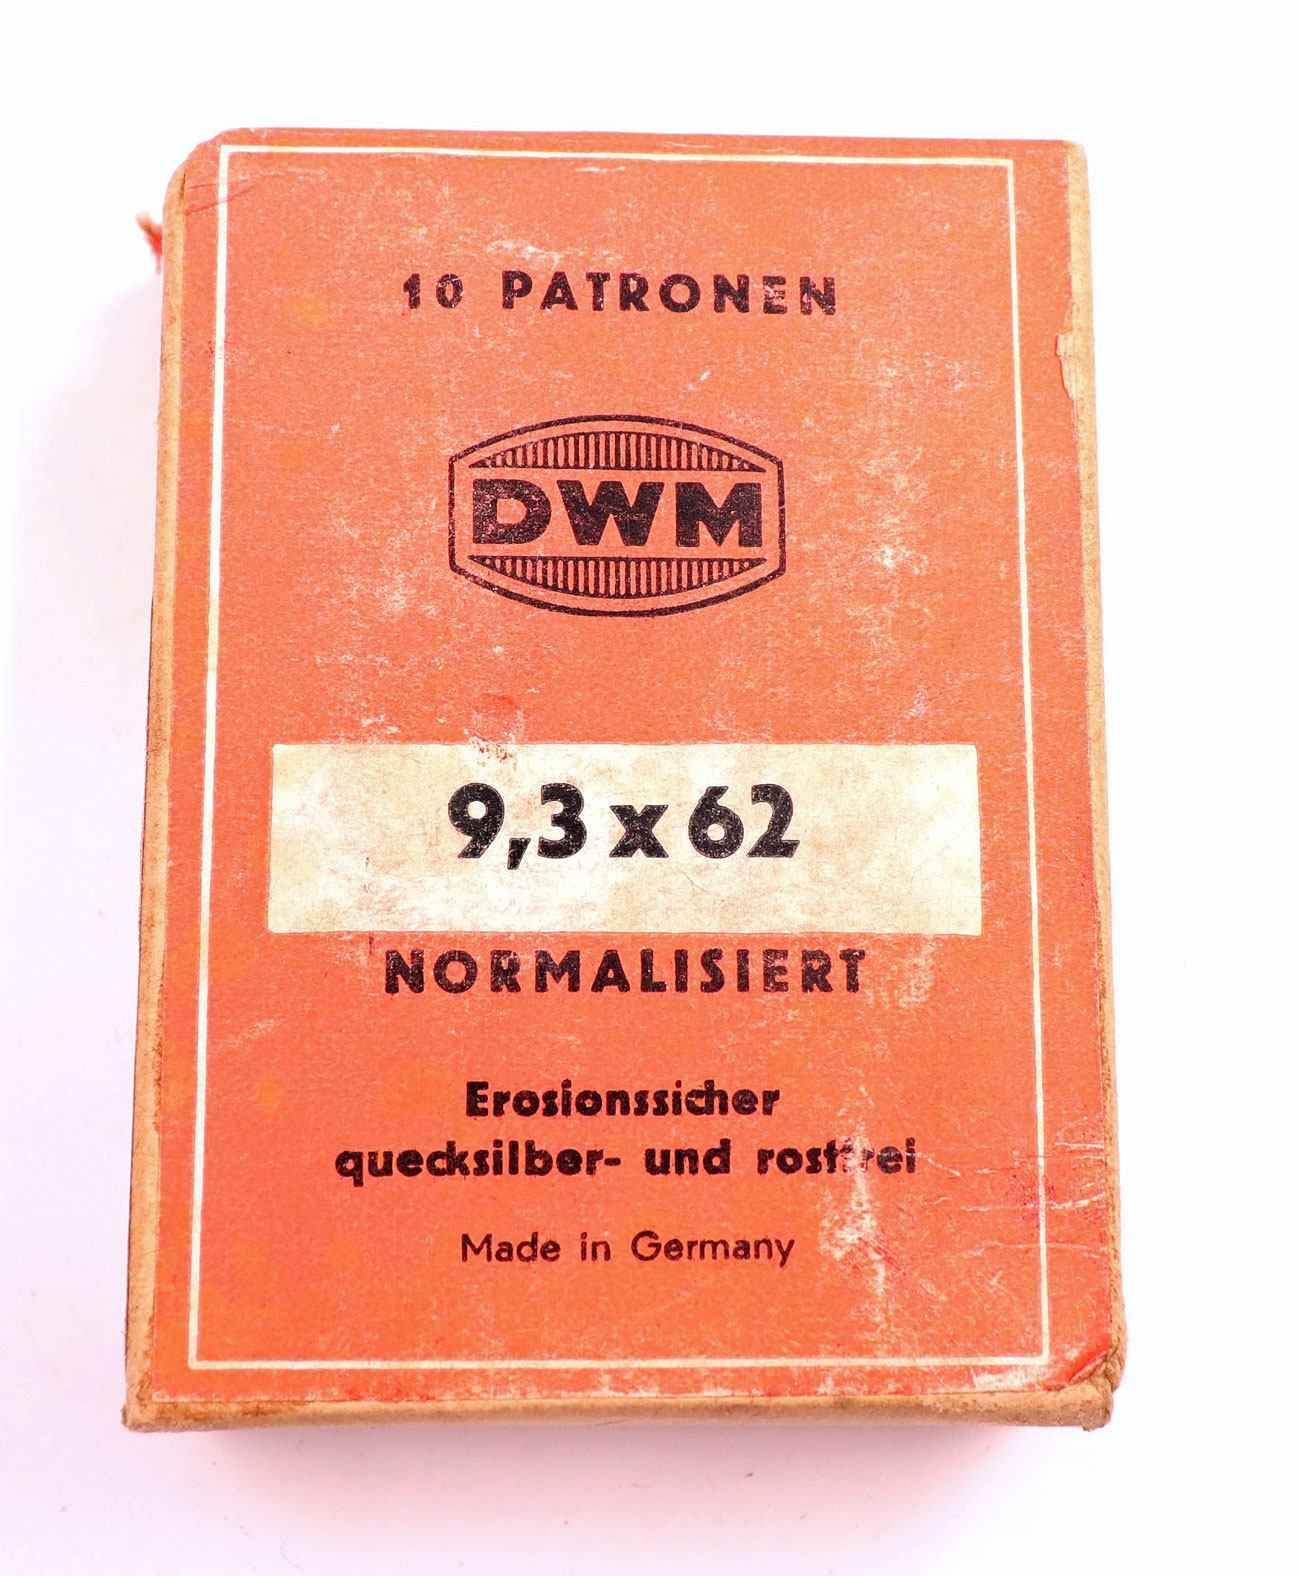 10 PATRONEN
DWM
9,3 x 62
NORMALISIERT
Erosionssicher
quecksilber- und rostfrei
Made in Germany